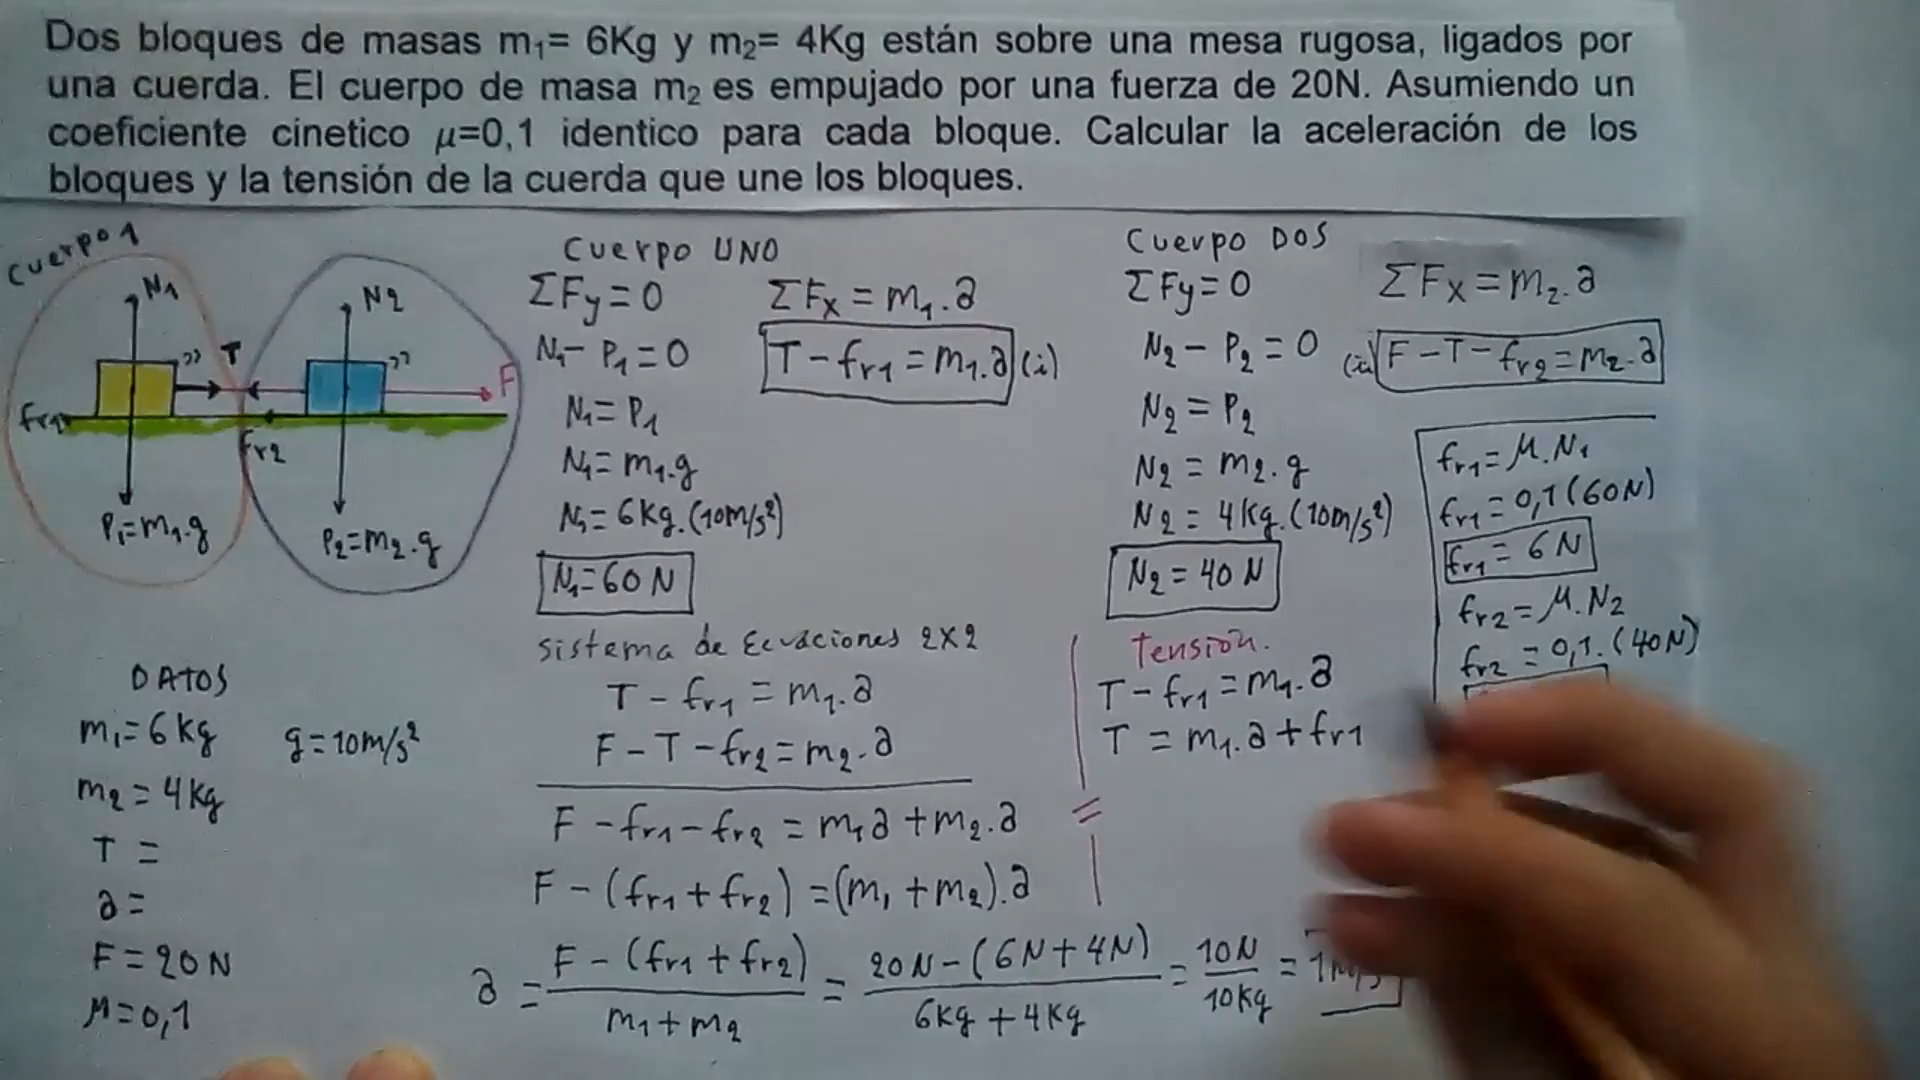 Dos bloques de masas m₁= 6Kg y m₂= 4Kg están sobre una mesa rugosa, ligados por
una cuerda. El cuerpo de masa m₂ es empujado por una fuerza de 20N. Asumiendo un
coeficiente cinetico μ=0,1 identico para cada bloque. Calcular la aceleración de los
bloques y la tensión de la cuerda que une los bloques.
Cuerpo 1
N₁
N₂
T
F
fr₁
fr₂
P₁=m₁.g
P₂=m₂.g
DATOS
m₁=6kg
g=10m/s²
m₂=4kg
T =
a=
F=20N
μ=0,1
Cuerpo UNO
ΣFy=0
N₁-P₁=0
N₁=P₁
N₁=m₁.g
N₁=6kg.(10m/s²)
N₁=60N
ΣFx=m₁.a
T-fr₁=m₁.a (i)
Cuerpo DOS
ΣFy=0
N₂-P₂=0
N₂=P₂
N₂=m₂.g
N₂=4kg.(10m/s²)
N₂=40N
ΣFx=m₂.a
F-T-fr₂=m₂.a
fr₁=μ.N₁
fr₁=0,1(60N)
fr₁=6N
fr₂=μ.N₂
fr₂=0,1.(40N)
Sistema de Ecuaciones 2x2
T-fr₁=m₁.a
F-T-fr₂=m₂.a
F-fr₁-fr₂=m₁a+m₂.a
F-(fr₁+fr₂)=(m₁+m₂).a
a = F-(fr₁+fr₂) / m₁+m₂ = 20N-(6N+4N) / 6kg+4kg = 10N / 10kg =
Tensión.
T-fr₁=m₁.a
T=m₁.a+fr₁